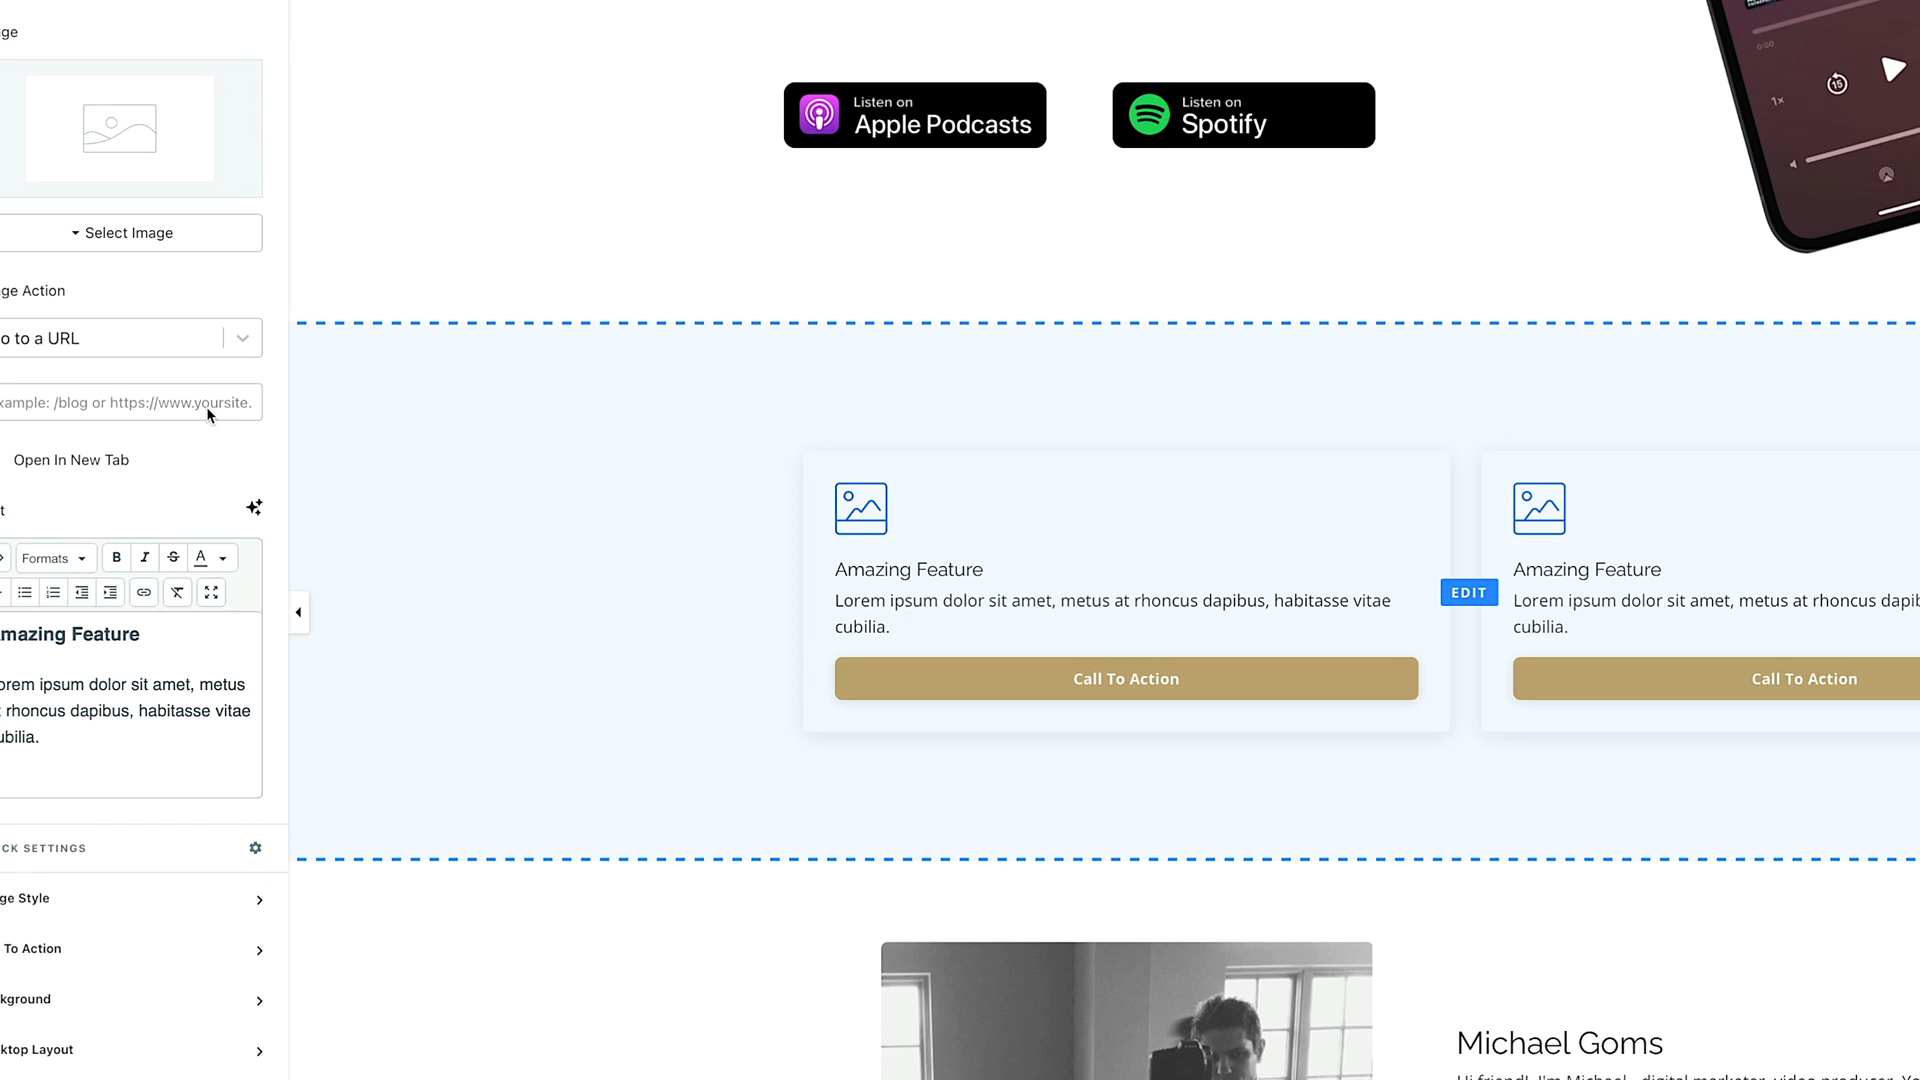 ge
Select Image
ge Action
o to a URL
xample: /blog or https://www.yoursite.
Open In New Tab
t
Formats
B I S A
mazing Feature
orem ipsum dolor sit amet, metus
t rhoncus dapibus, habitasse vitae
ubilia.
CK SETTINGS
ge Style
To Action
kground
ktop Layout
Listen on
Apple Podcasts
Listen on
Spotify
0:00
1x
15
Amazing Feature
Lorem ipsum dolor sit amet, metus at rhoncus dapibus, habitasse vitae
cubilia.
Call To Action
EDIT
Amazing Feature
Lorem ipsum dolor sit amet, metus at rhoncus dapib
cubilia.
Call To Action
Michael Goms